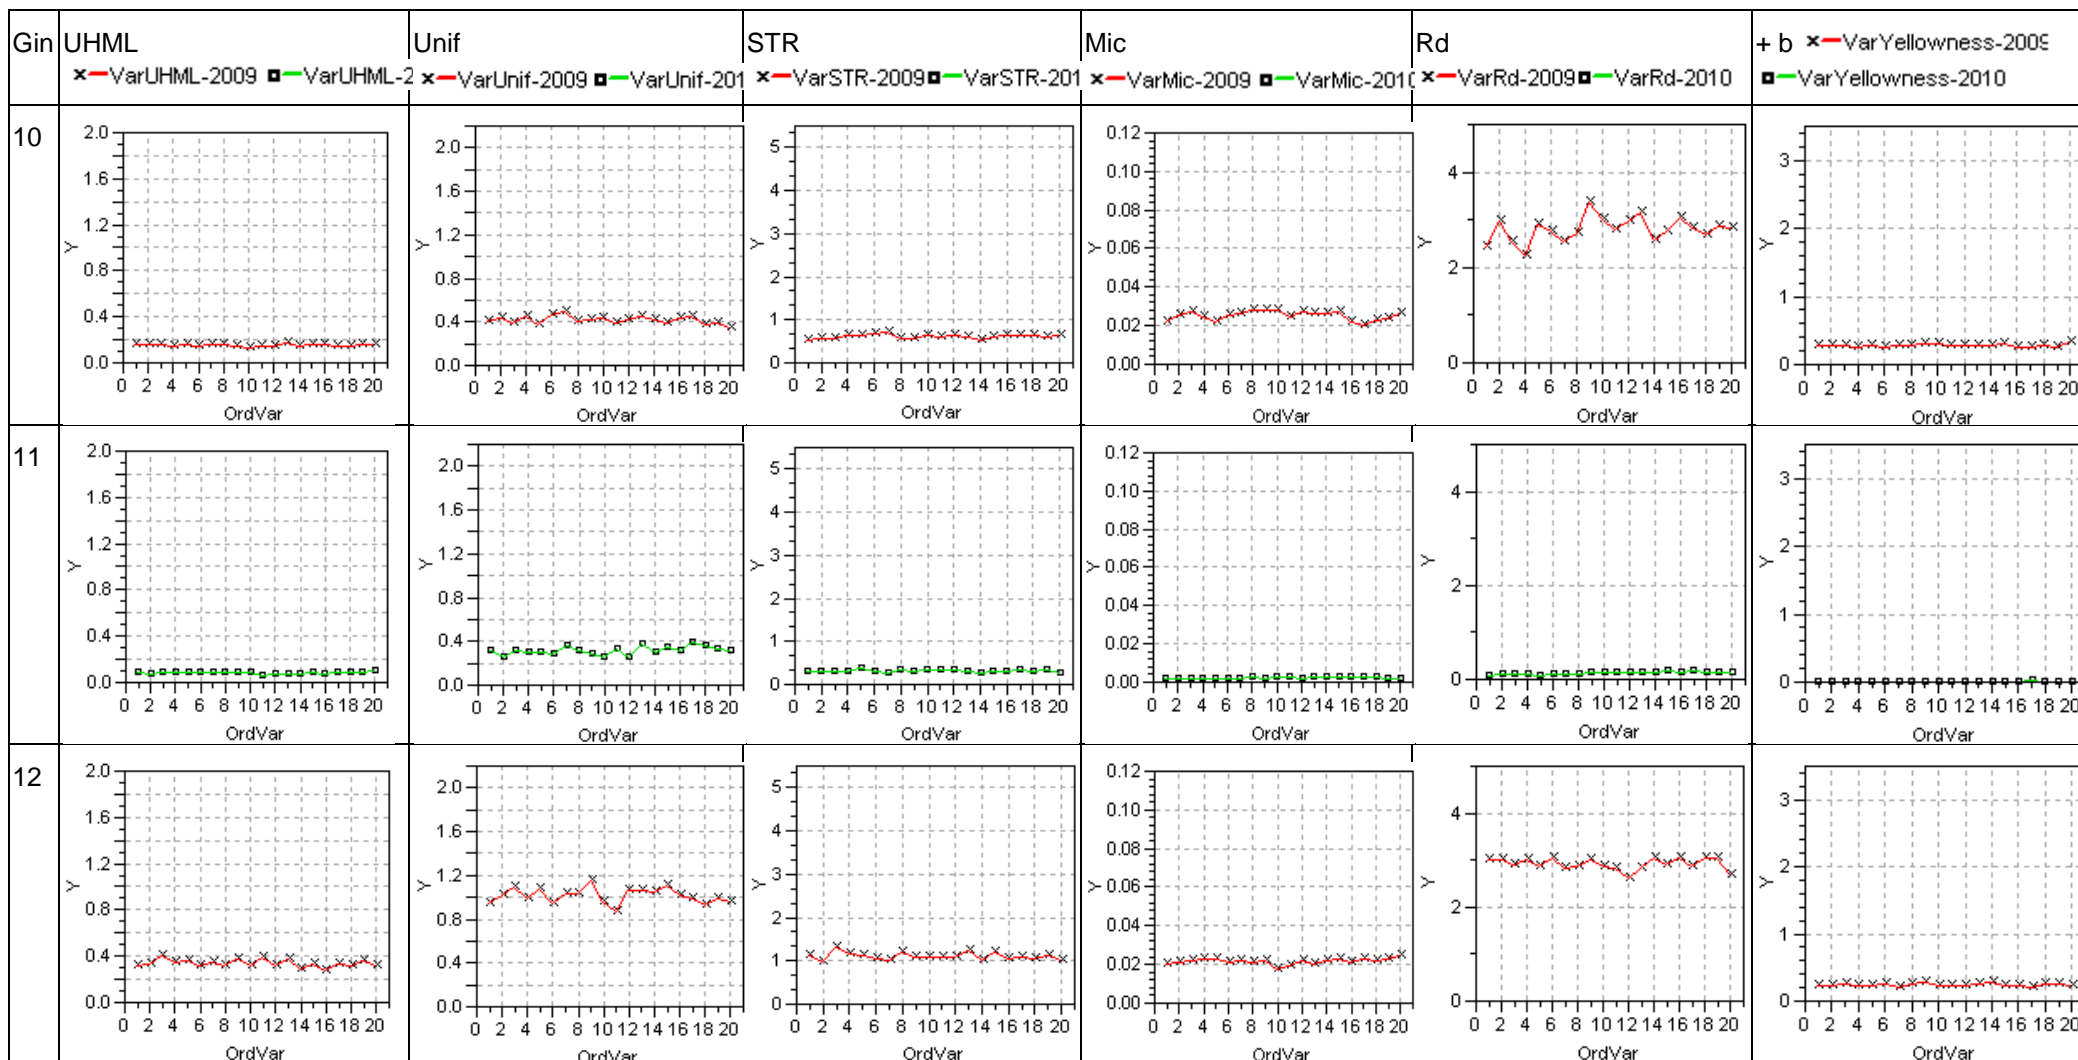 Gin UHML Unif STR Mic Rd + b VarYellowness-2009
VarUHML-2009 VarUHML-2 VarUnif-2009 VarUnif-201 VarSTR-2009 VarSTR-201 VarMic-2009 VarMic-2010 VarRd-2009 VarRd-2010 VarYellowness-2010
10
2.0 1.6 1.2 0.8 0.4 0.0
Y
0 2 4 6 8 10 12 14 16 18 20
OrdVar
2.0 1.6 1.2 0.8 0.4 0.0
Y
0 2 4 6 8 10 12 14 16 18 20
OrdVar
5 4 3 2 1 0
Y
0 2 4 6 8 10 12 14 16 18 20
OrdVar
0.12 0.10 0.08 0.06 0.04 0.02 0.00
Y
0 2 4 6 8 10 12 14 16 18 20
OrdVar
4 2 0
Y
0 2 4 6 8 10 12 14 16 18 20
OrdVar
3 2 1 0
Y
0 2 4 6 8 10 12 14 16 18 20
OrdVar
11
2.0 1.6 1.2 0.8 0.4 0.0
Y
0 2 4 6 8 10 12 14 16 18 20
OrdVar
2.0 1.6 1.2 0.8 0.4 0.0
Y
0 2 4 6 8 10 12 14 16 18 20
OrdVar
5 4 3 2 1 0
Y
0 2 4 6 8 10 12 14 16 18 20
OrdVar
0.12 0.10 0.08 0.06 0.04 0.02 0.00
Y
0 2 4 6 8 10 12 14 16 18 20
OrdVar
4 2 0
Y
0 2 4 6 8 10 12 14 16 18 20
OrdVar
3 2 1 0
Y
0 2 4 6 8 10 12 14 16 18 20
OrdVar
12
2.0 1.6 1.2 0.8 0.4 0.0
Y
0 2 4 6 8 10 12 14 16 18 20
OrdVar
2.0 1.6 1.2 0.8 0.4 0.0
Y
0 2 4 6 8 10 12 14 16 18 20
OrdVar
5 4 3 2 1 0
Y
0 2 4 6 8 10 12 14 16 18 20
OrdVar
0.12 0.10 0.08 0.06 0.04 0.02 0.00
Y
0 2 4 6 8 10 12 14 16 18 20
OrdVar
4 2 0
Y
0 2 4 6 8 10 12 14 16 18 20
OrdVar
3 2 1 0
Y
0 2 4 6 8 10 12 14 16 18 20
OrdVar